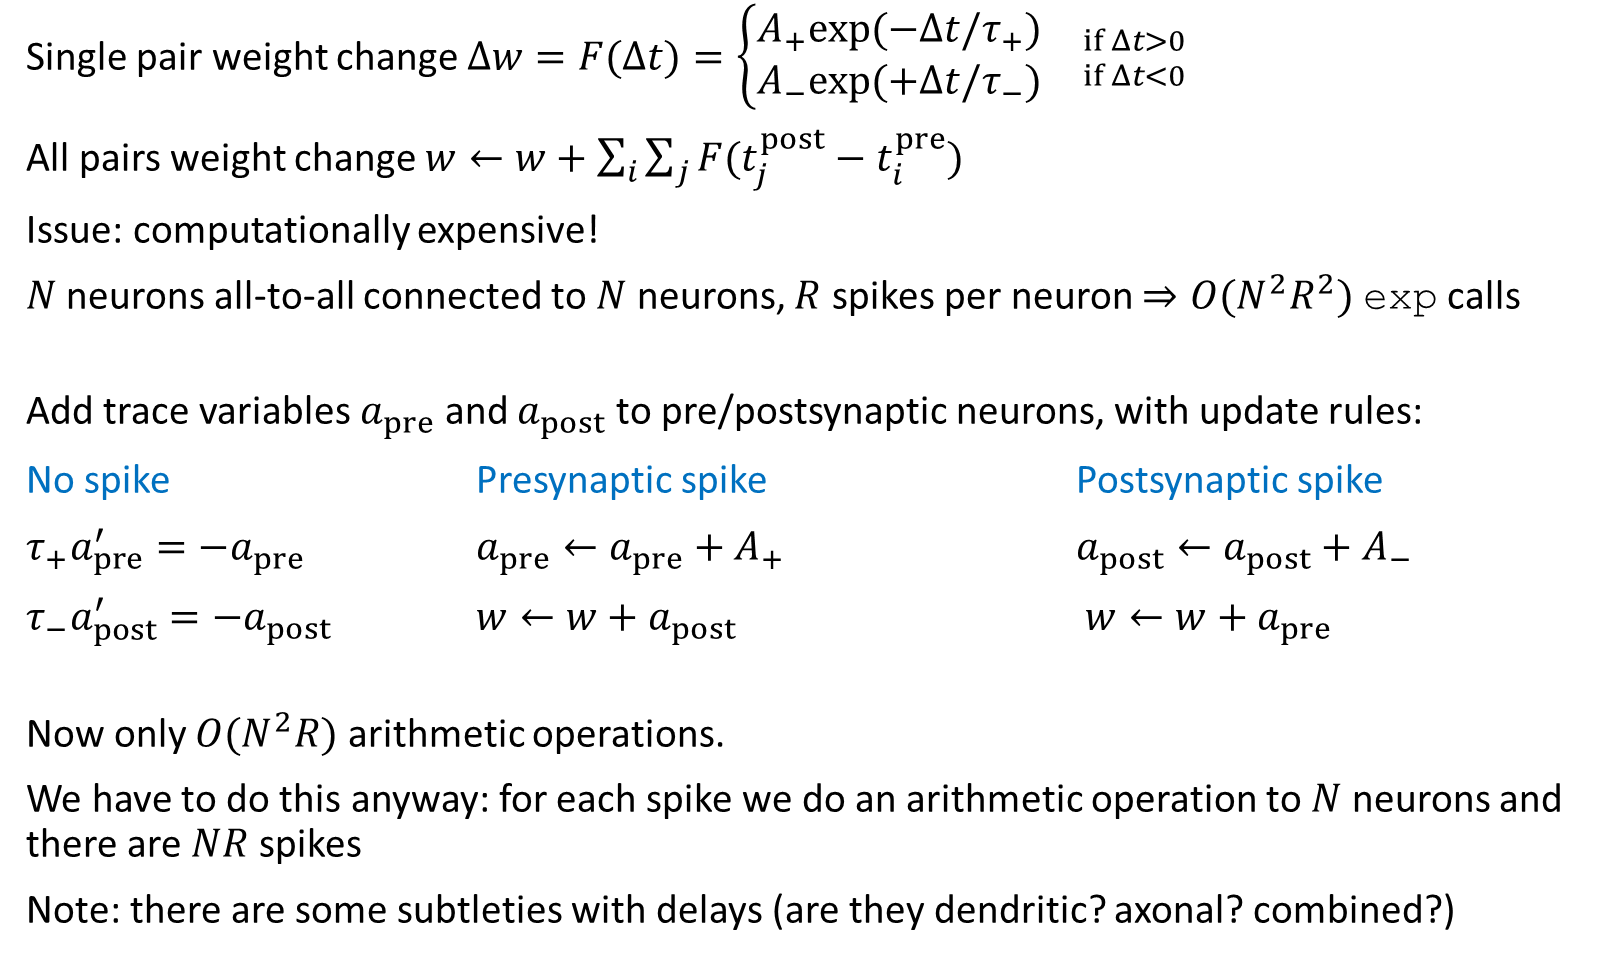 Single pair weight change Δw = F(Δt) = { A₊exp(−Δt/τ₊) if Δt>0
A₋exp(+Δt/τ₋) if Δt<0
All pairs weight change w ← w + ∑ᵢ ∑ⱼ F(tⱼ^post − tᵢ^pre)
Issue: computationally expensive!
N neurons all-to-all connected to N neurons, R spikes per neuron ⇒ O(N²R²) exp calls
Add trace variables a_pre and a_post to pre/postsynaptic neurons, with update rules:
No spike Presynaptic spike Postsynaptic spike
τ₊a′_pre = −a_pre a_pre ← a_pre + A₊ a_post ← a_post + A₋
τ₋a′_post = −a_post w ← w + a_post w ← w + a_pre
Now only O(N²R) arithmetic operations.
We have to do this anyway: for each spike we do an arithmetic operation to N neurons and
there are NR spikes
Note: there are some subtleties with delays (are they dendritic? axonal? combined?)